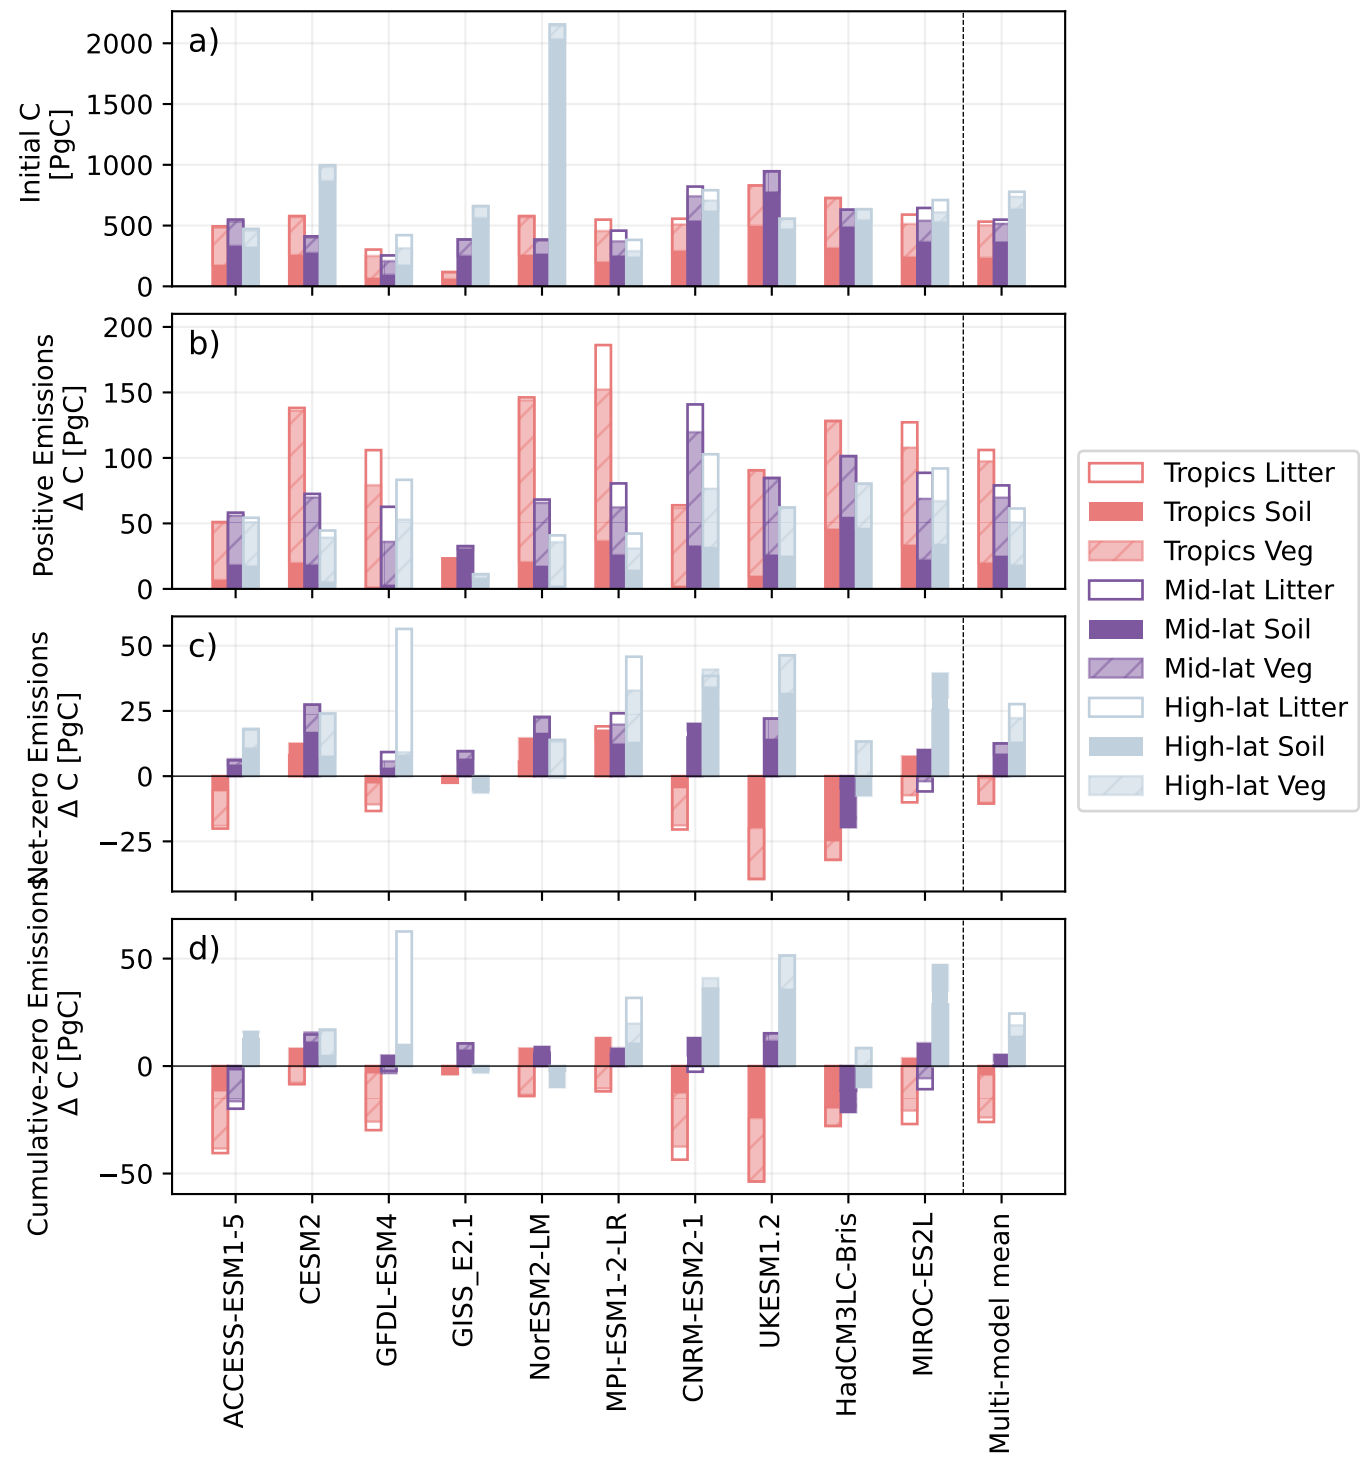 a)
Initial C
[PgC]
2000
1500
1000
500
0
b)
Positive Emissions
Δ C [PgC]
200
150
100
50
0
c)
Net-zero Emissions
Δ C [PgC]
50
25
0
−25
d)
Cumulative-zero Emissions
Δ C [PgC]
50
0
−50
ACCESS-ESM1-5
CESM2
GFDL-ESM4
GISS_E2.1
NorESM2-LM
MPI-ESM1-2-LR
CNRM-ESM2-1
UKESM1.2
HadCM3LC-Bris
MIROC-ES2L
Multi-model mean
Tropics Litter
Tropics Soil
Tropics Veg
Mid-lat Litter
Mid-lat Soil
Mid-lat Veg
High-lat Litter
High-lat Soil
High-lat Veg